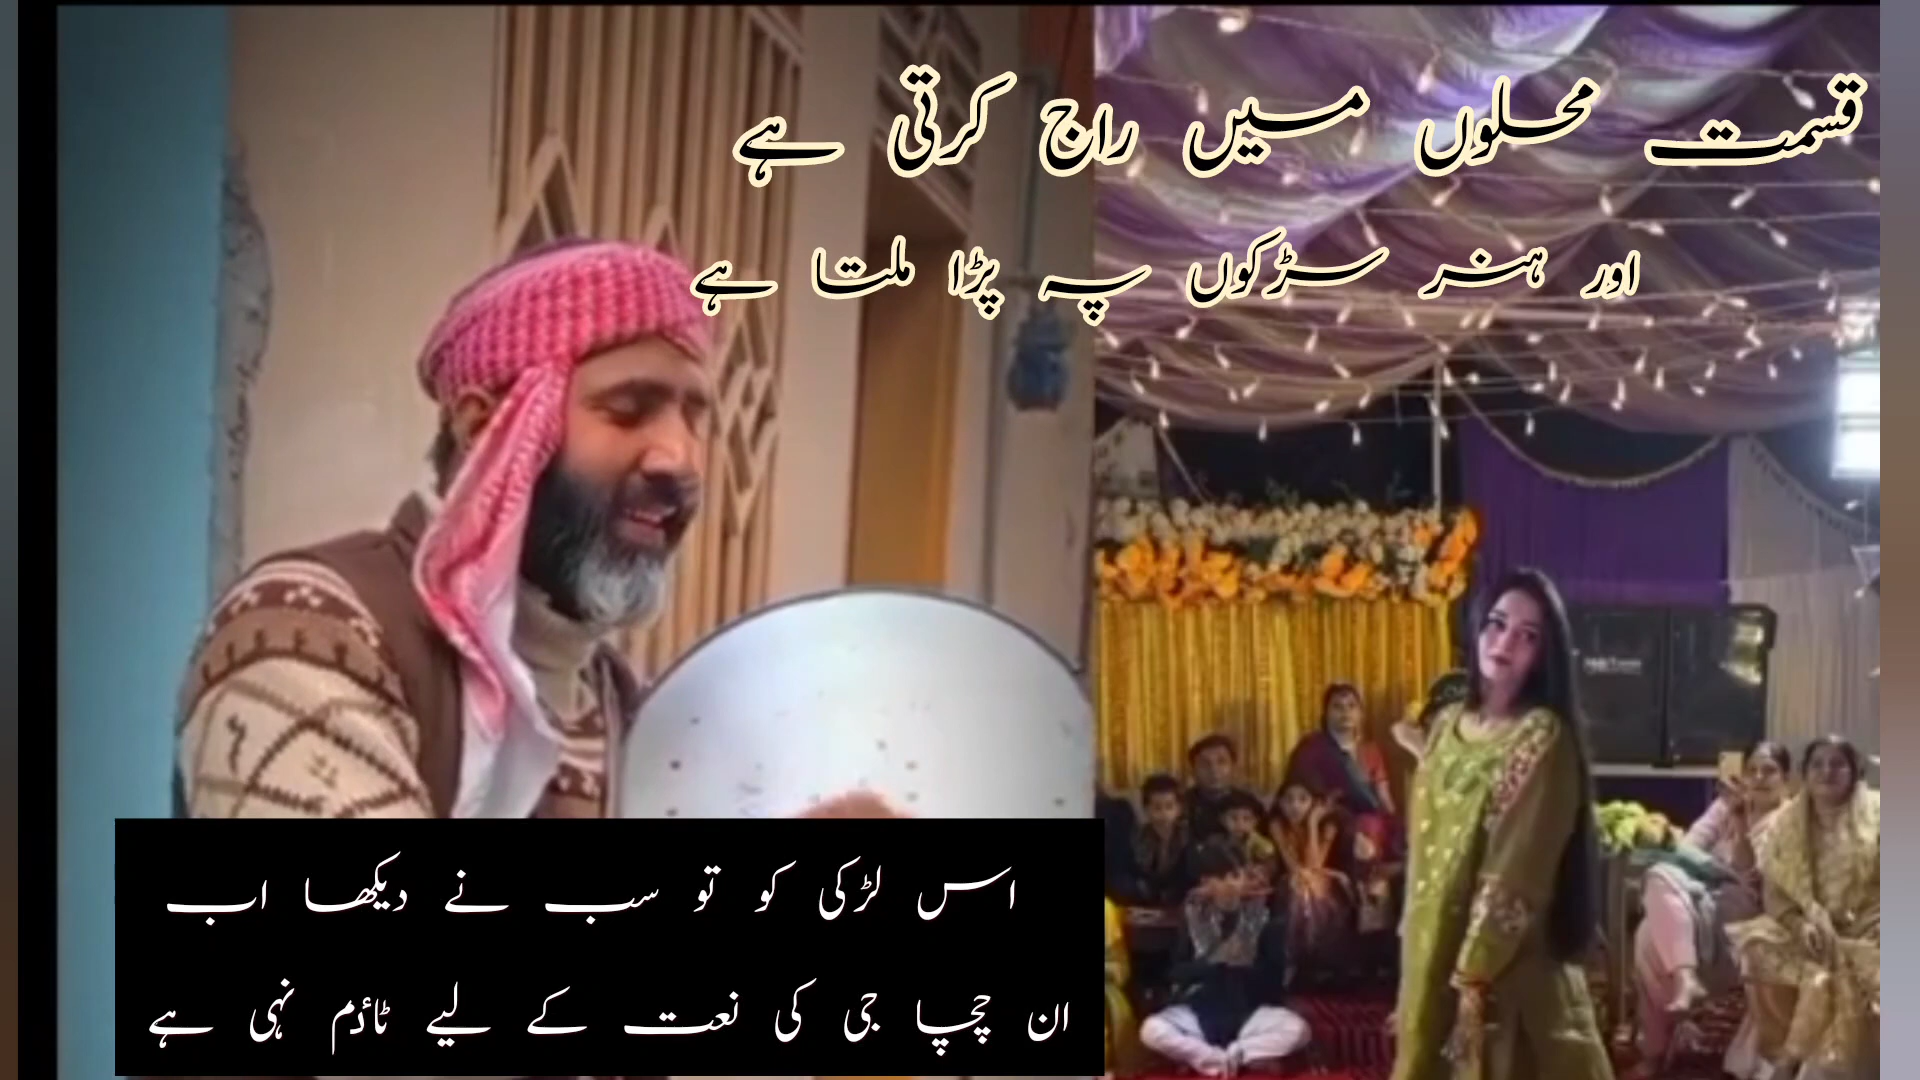 قسمت محلوں میں راج کرتی ہے
اور ہنر سڑکوں پہ پڑا ملتا ہے
اس لڑکی کو تو سب نے دیکھا اب
ان چچا جی کی نعت کے لیے ٹائم نہی ہے